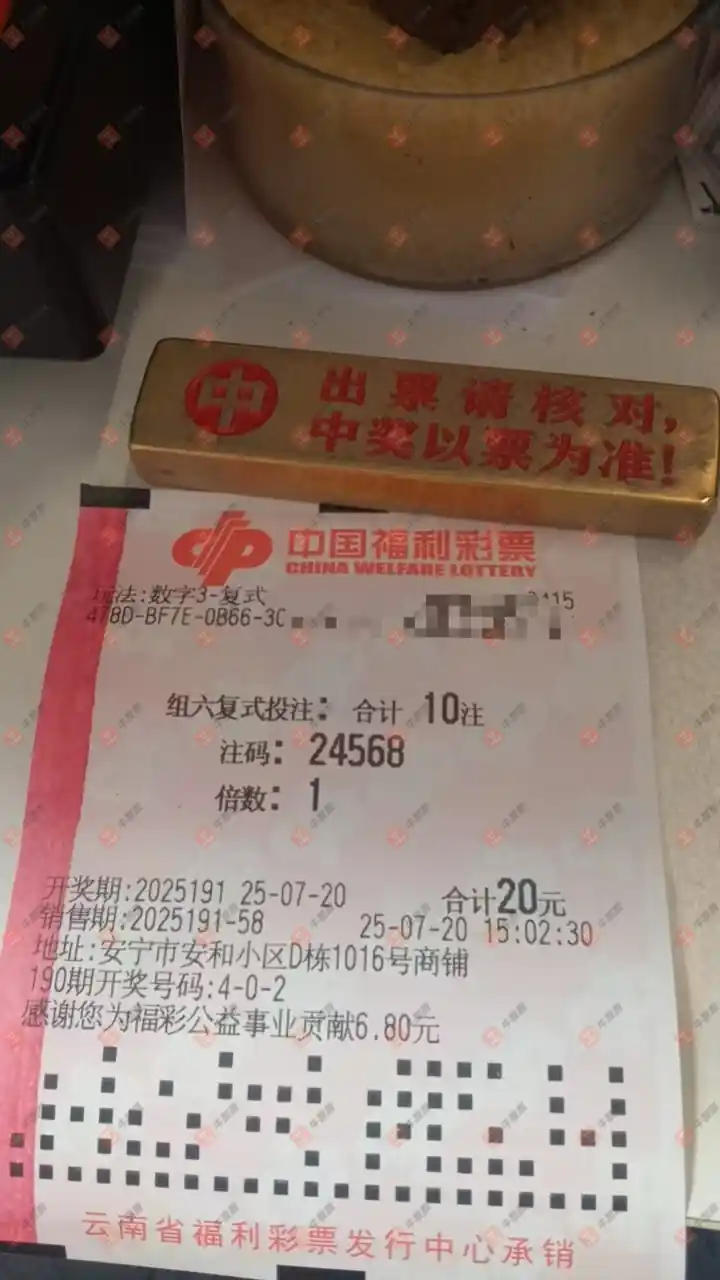 中
出票请核对,
中奖以票为准!
中国福利彩票
CHINA WELFARE LOTTERY
玩法:数字3-复式
478D-BF7E-0B66-3C
组六复式投注: 合计 10注
注码: 24568
倍数: 1
开奖期:2025191 25-07-20 合计20元
销售期:2025191-58 25-07-20 15:02:30
地址:安宁市安和小区D栋1016号商铺
190期开奖号码:4-0-2
感谢您为福彩公益事业贡献6.80元
云南省福利彩票发行中心承销